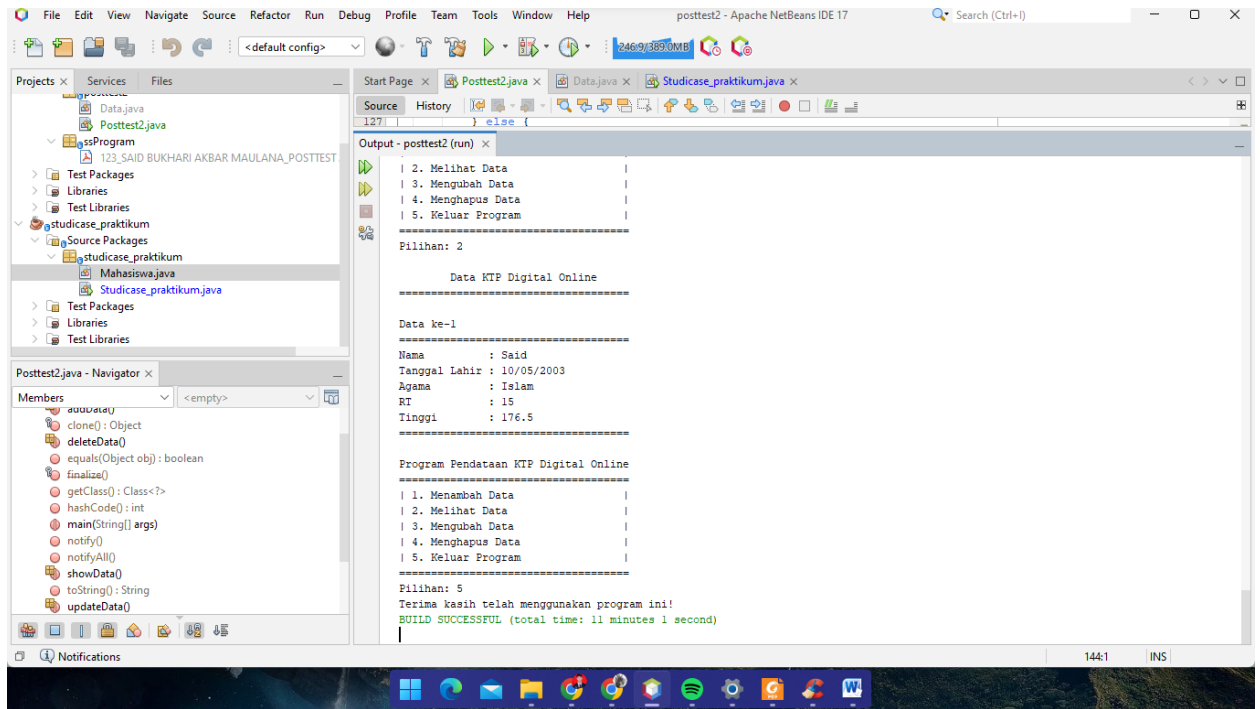 File Edit View Navigate Source Refactor Run Debug Profile Team Tools Window Help posttest2 - Apache NetBeans IDE 17 Search (Ctrl+I)
<default config> 246.9/389.0MB
Projects Services Files
Data.java
Posttest2.java
ssProgram
123_SAID BUKHARI AKBAR MAULANA_POSTTEST
Test Packages
Libraries
Test Libraries
studicase_praktikum
Source Packages
studicase_praktikum
Mahasiswa.java
Studicase_praktikum.java
Test Packages
Libraries
Test Libraries
Posttest2.java - Navigator
Members <empty>
addData()
clone() : Object
deleteData()
equals(Object obj) : boolean
finalize()
getClass() : Class<?>
hashCode() : int
main(String[] args)
notify()
notifyAll()
showData()
toString() : String
updateData()
Start Page Posttest2.java Data.java Studicase_praktikum.java
Source History
127 } else {
Output - posttest2 (run)
| 2. Melihat Data |
| 3. Mengubah Data |
| 4. Menghapus Data |
| 5. Keluar Program |
====================================
Pilihan: 2
Data KTP Digital Online
====================================
Data ke-1
====================================
Nama : Said
Tanggal Lahir : 10/05/2003
Agama : Islam
RT : 15
Tinggi : 176.5
====================================
Program Pendataan KTP Digital Online
====================================
| 1. Menambah Data |
| 2. Melihat Data |
| 3. Mengubah Data |
| 4. Menghapus Data |
| 5. Keluar Program |
====================================
Pilihan: 5
Terima kasih telah menggunakan program ini!
BUILD SUCCESSFUL (total time: 11 minutes 1 second)
Notifications 144:1 INS